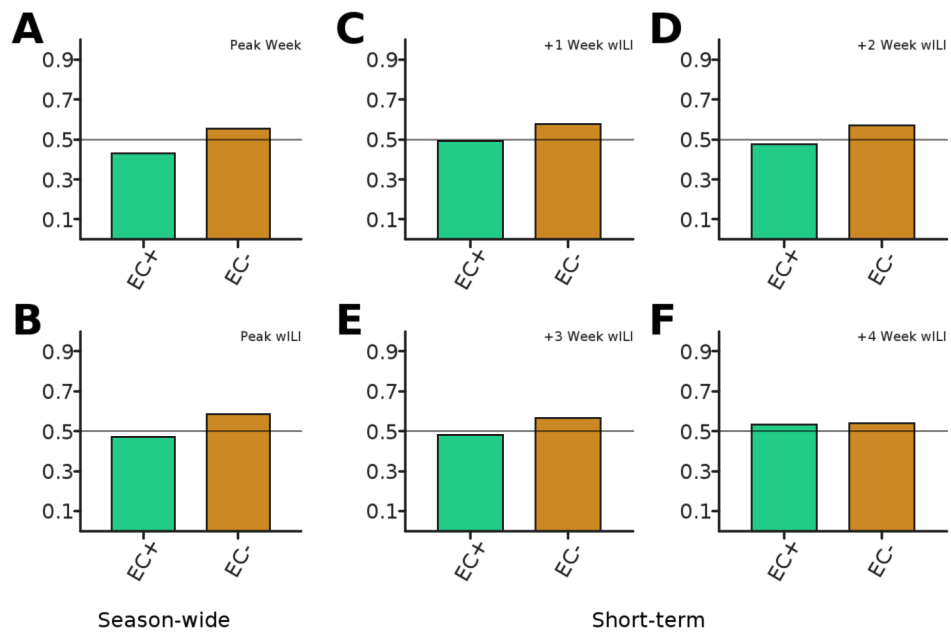 A
Peak Week
0.9
0.7
0.5
0.3
0.1
EC+
EC-
C
+1 Week wILI
0.9
0.7
0.5
0.3
0.1
EC+
EC-
D
+2 Week wILI
0.9
0.7
0.5
0.3
0.1
EC+
EC-
B
Peak wILI
0.9
0.7
0.5
0.3
0.1
EC+
EC-
E
+3 Week wILI
0.9
0.7
0.5
0.3
0.1
EC+
EC-
F
+4 Week wILI
0.9
0.7
0.5
0.3
0.1
EC+
EC-
Season-wide
Short-term